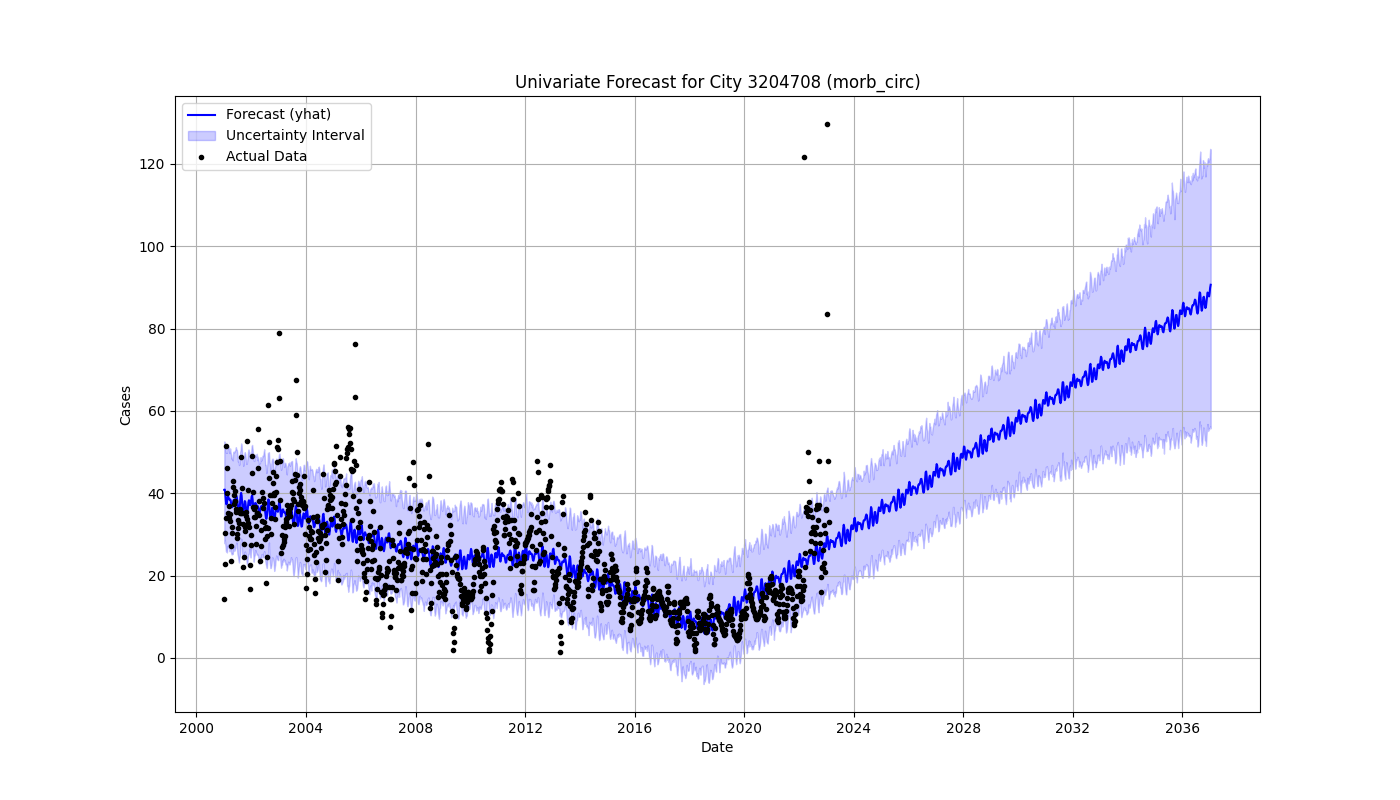 Univariate Forecast for City 3204708 (morb_circ)
Forecast (yhat)
Uncertainty Interval
Actual Data
120
100
80
60
40
20
0
Cases
2000 2004 2008 2012 2016 2020 2024 2028 2032 2036
Date